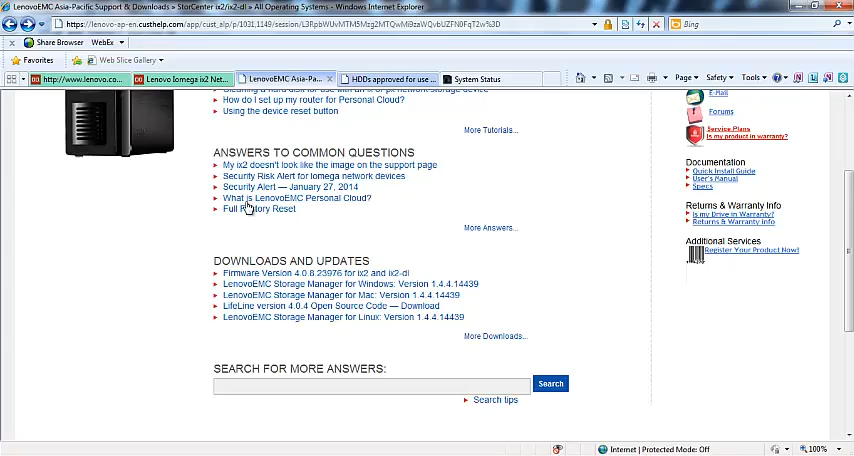 LenovoEMC Asia-Pacific Support & Downloads » StorCenter ix2/ix2-dl » All Operating Systems - Windows Internet Explorer
https://lenovo-ap-en.custhelp.com/app/cust_alp/p/1031,1149/session/L3RpbWUvMTM5Mzg2MTQwMi9zaWQvbUZFN0FqT2w%3D
Bing
x Share Browser WebEx
Favorites Web Slice Gallery
http://www.lenovo.co... Lenovo Iomega ix2 Net... LenovoEMC Asia-Pa... HDDs approved for use ... System Status
Page Safety Tools
Cleaning a hard disk for use with an ix or px network storage device
How do I set up my router for Personal Cloud?
Using the device reset button
More Tutorials...
ANSWERS TO COMMON QUESTIONS
My ix2 doesn't look like the image on the support page
Security Risk Alert for Iomega network devices
Security Alert — January 27, 2014
What is LenovoEMC Personal Cloud?
Full Factory Reset
More Answers...
DOWNLOADS AND UPDATES
Firmware Version 4.0.8.23976 for ix2 and ix2-dl
LenovoEMC Storage Manager for Windows: Version 1.4.4.14439
LenovoEMC Storage Manager for Mac: Version 1.4.4.14439
LifeLine version 4.0.4 Open Source Code — Download
LenovoEMC Storage Manager for Linux: Version 1.4.4.14439
More Downloads...
SEARCH FOR MORE ANSWERS:
Search
Search tips
E-Mail
Forums
Service Plans
Is my product in warranty?
Documentation
Quick Install Guide
User's Manual
Specs
Returns & Warranty Info
Is my Drive in Warranty?
Returns & Warranty Info
Additional Services
Register Your Product Now!
Internet | Protected Mode: Off
100%